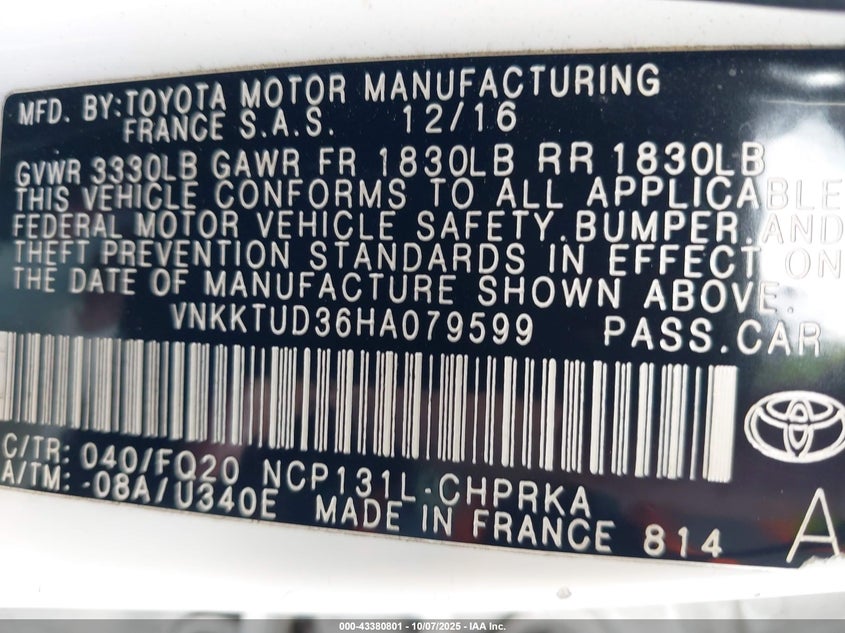 MFD. BY:TOYOTA MOTOR MANUFACTURING
FRANCE S.A.S. 12/16
GVWR 3330LB GAWR FR 1830LB RR 1830LB
THIS VEHICLE CONFORMS TO ALL APPLICABLE
FEDERAL MOTOR VEHICLE SAFETY,BUMPER,AND
THEFT PREVENTION STANDARDS IN EFFECT ON
THE DATE OF MANUFACTURE SHOWN ABOVE.
VNKKTUD36HA079599 PASS.CAR
C/TR: 040/FQ20 NCP131L-CHPRKA
A/TM: -08A/U340E MADE IN FRANCE 814 A
000-43380801 - 10/07/2025 - IAA Inc.